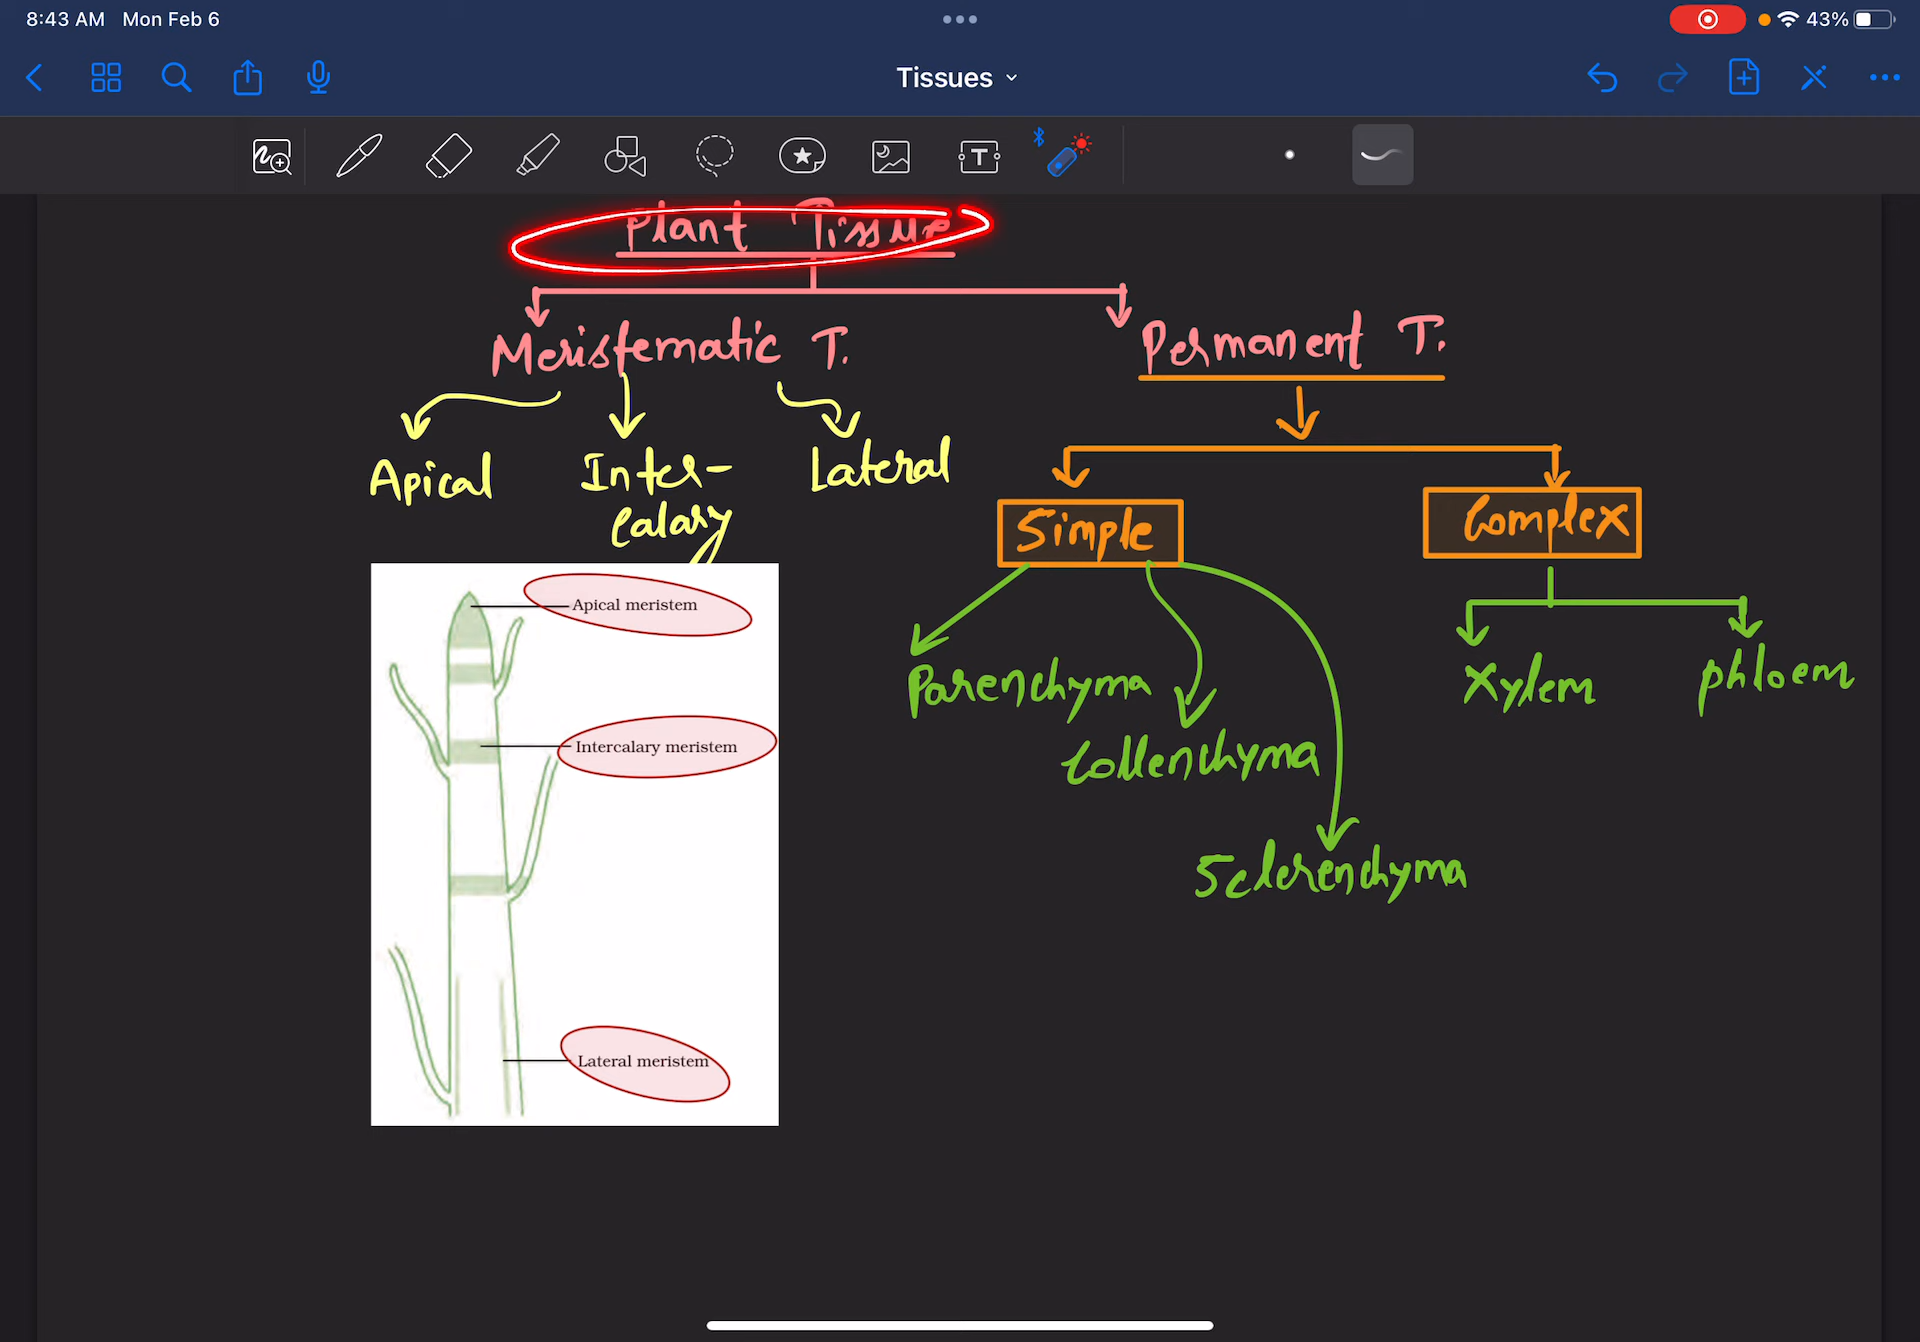 8:43 AM Mon Feb 6
43%
Tissues
T
Plant Tissue
Meristematic T.
Permanent T.
Apical
Inter-
calary
Lateral
Simple
Complex
Parenchyma
Collenchyma
Sclerenchyma
Xylem
phloem
Apical meristem
Intercalary meristem
Lateral meristem